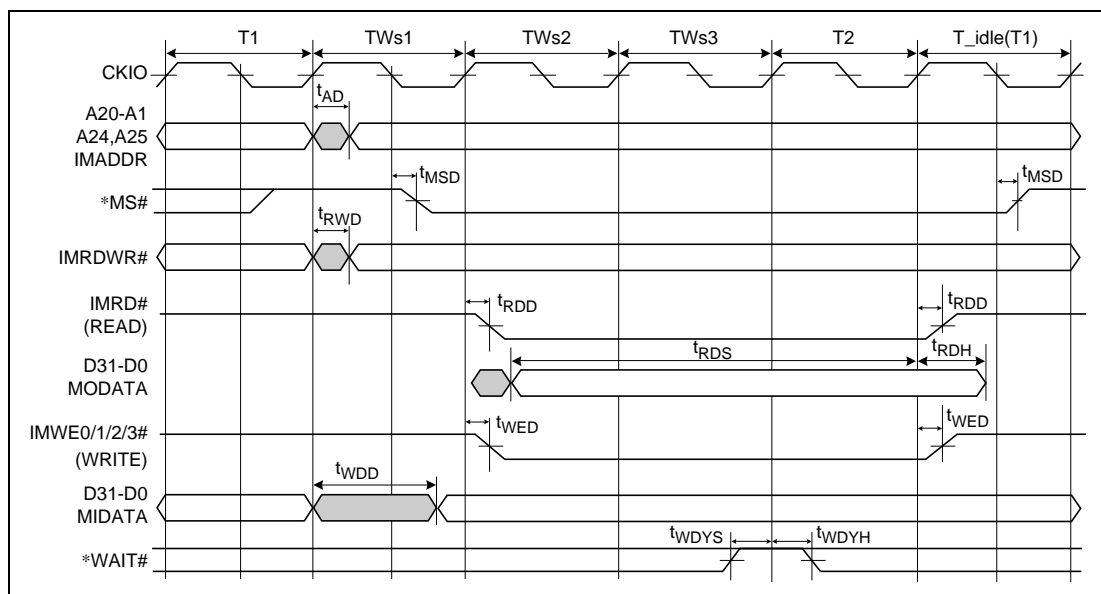 T1 TWs1 TWs2 TWs3 T2 T_idle(T1)
CKIO
tAD
A20-A1
A24,A25
IMADDR
tMSD tMSD
*MS#
tRWD
IMRDWR#
IMRD#
(READ)
tRDD tRDD
tRDS tRDH
D31-D0
MODATA
IMWE0/1/2/3#
(WRITE)
tWED tWED
tWDD
D31-D0
MIDATA
tWDYS tWDYH
*WAIT#